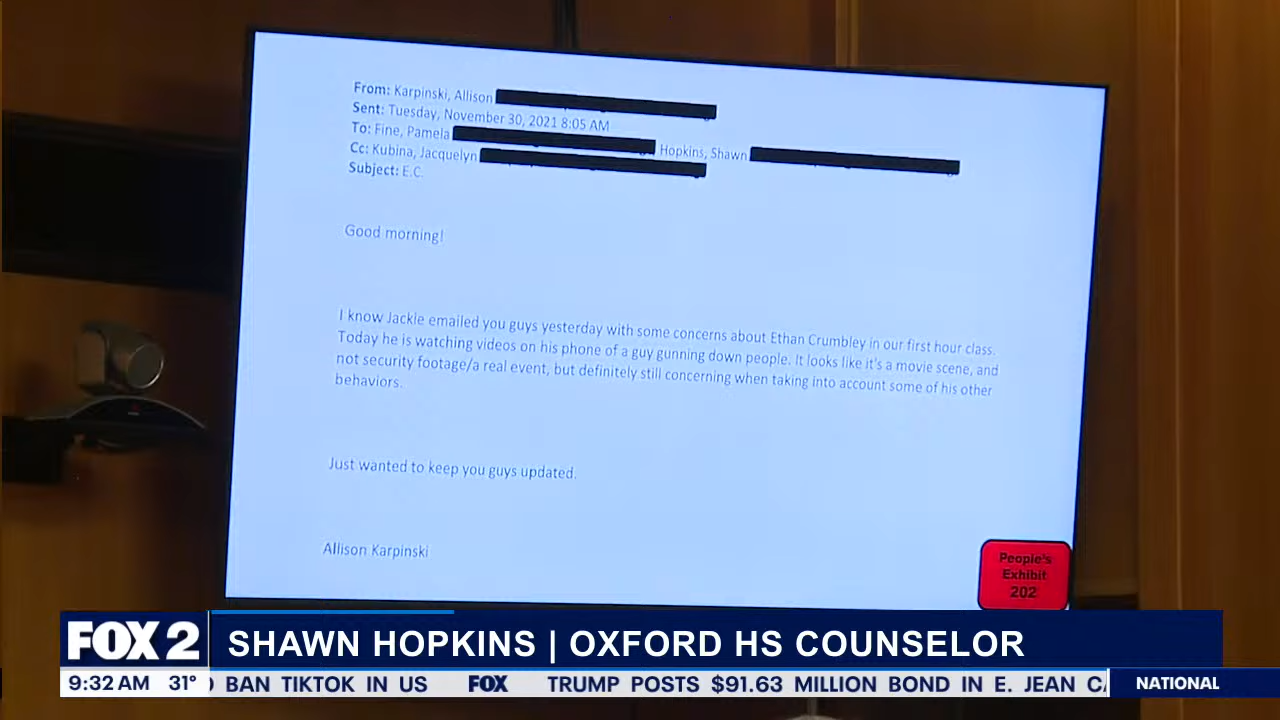 From: Karpinski, Allison
Sent: Tuesday, November 30, 2021 8:05 AM
To: Fine, Pamela Hopkins, Shawn
Cc: Kubina, Jacquelyn
Subject: E.C.
Good morning!
I know Jackie emailed you guys yesterday with some concerns about Ethan Crumbley in our first hour class.
Today he is watching videos on his phone of a guy gunning down people. It looks like it's a movie scene, and
not security footage/a real event, but definitely still concerning when taking into account some of his other
behaviors.
Just wanted to keep you guys updated.
Allison Karpinski
People's
Exhibit
202
FOX 2
SHAWN HOPKINS | OXFORD HS COUNSELOR
9:32 AM 31° BAN TIKTOK IN US FOX TRUMP POSTS $91.63 MILLION BOND IN E. JEAN NATIONAL